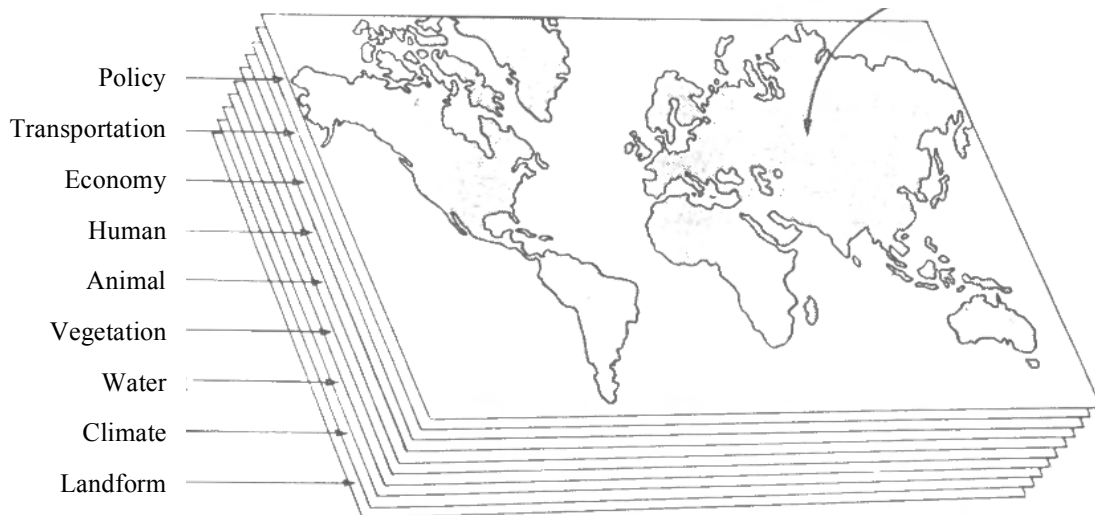 Policy
Transportation
Economy
Human
Animal
Vegetation
Water
Climate
Landform